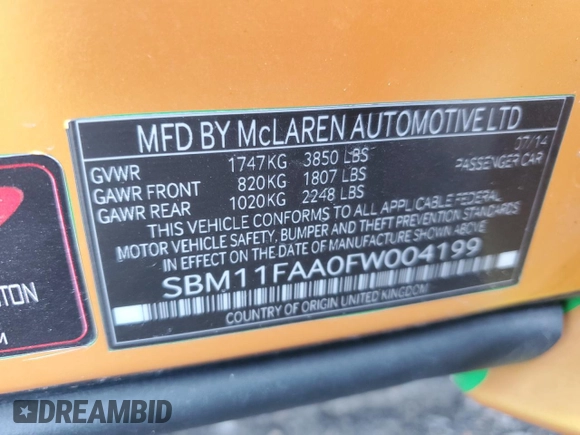 MFD BY McLAREN AUTOMOTIVE LTD
07/14
GVWR 1747KG 3850 LBS
PASSENGER CAR
GAWR FRONT 820KG 1807 LBS
GAWR REAR 1020KG 2248 LBS
THIS VEHICLE CONFORMS TO ALL APPLICABLE FEDERAL
MOTOR VEHICLE SAFETY, BUMPER AND THEFT PREVENTION STANDARDS
IN EFFECT ON THE DATE OF MANUFACTURE SHOWN ABOVE.
SBM11FAA0FW004199
COUNTRY OF ORIGIN UNITED KINGDOM
TON
M
DREAMBID